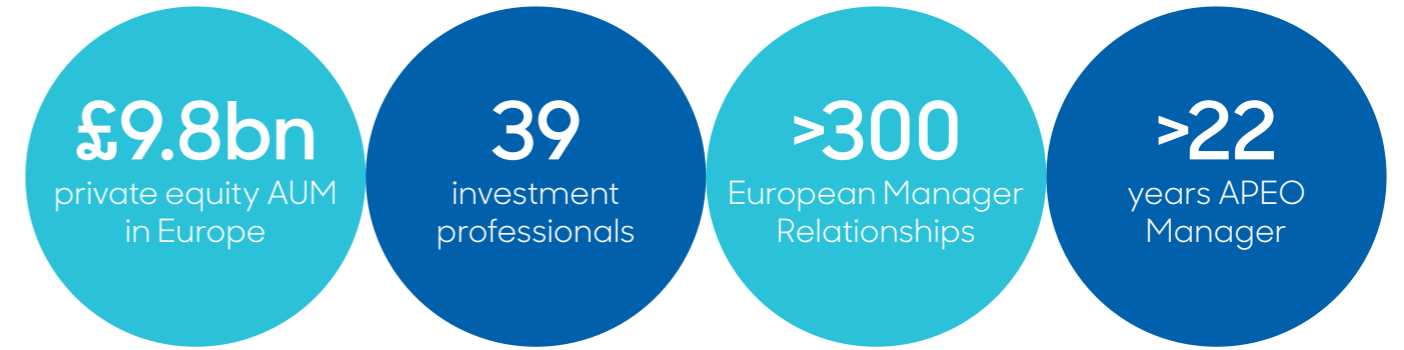 £9.8bn
private equity AUM
in Europe
39
investment
professionals
>300
European Manager
Relationships
>22
years APEO
Manager